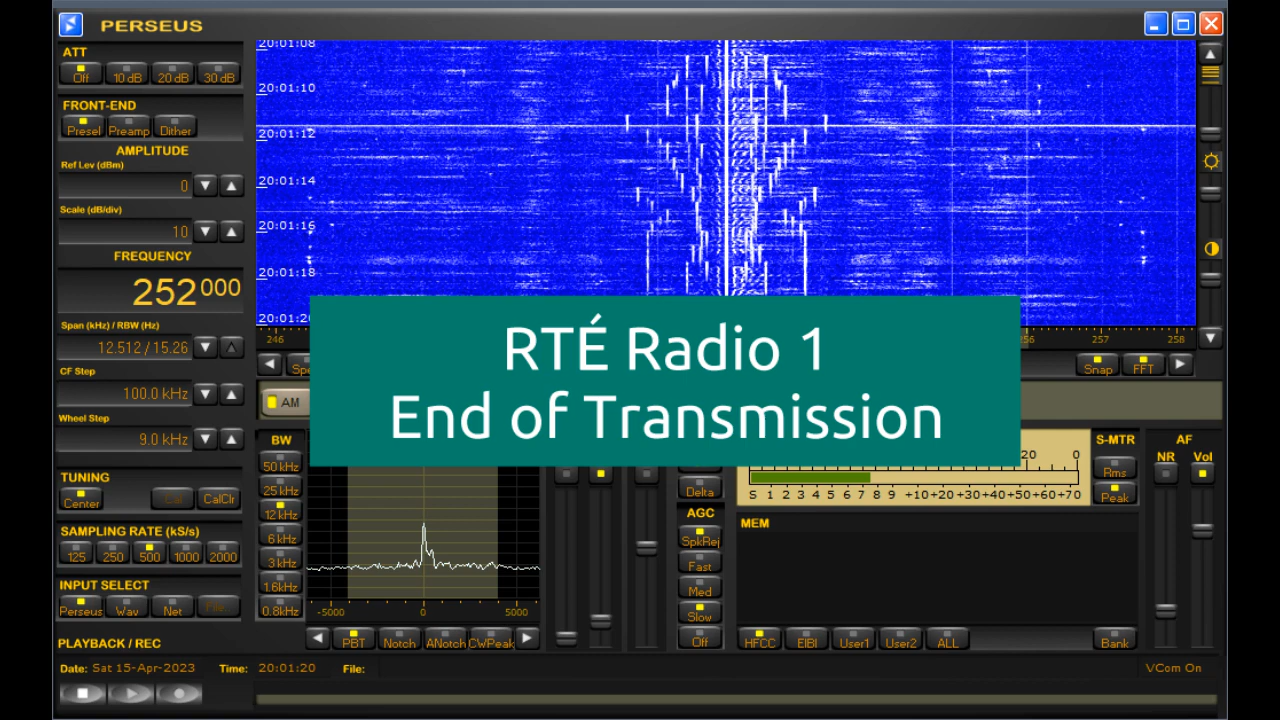 PERSEUS
ATT
Off 10 dB 20 dB 30 dB
FRONT-END
Presel Preamp Dither
AMPLITUDE
Ref Lev (dBm)
0
Scale (dB/div)
10
FREQUENCY
252 000
Span (kHz) / RBW (Hz)
12.512 / 15.26
CF Step
100.0 kHz
Wheel Step
9.0 kHz
TUNING
Center Cal CalClr
SAMPLING RATE (kS/s)
125 250 500 1000 2000
INPUT SELECT
Perseus Wav Net File
PLAYBACK / REC
Date: Sat 15-Apr-2023 Time: 20:01:20 File:
20:01:08
20:01:10
20:01:12
20:01:14
20:01:16
20:01:18
246 257 258
Snap FFT
RTÉ Radio 1
End of Transmission
AM
BW
50 kHz
25 kHz
12 kHz
6 kHz
3 kHz
1.6kHz
0.8kHz
-5000 0 5000
PBT Notch ANotch CWPeak
Delta
AGC
SpkRej
Fast
Med
Slow
Off
20 10 0
S 1 2 3 4 5 6 7 8 9 +10+20+30+40+50+60+70
S-MTR
Rms
Peak
AF
NR Vol
MEM
HFCC EIBI User1 User2 ALL Bank
VCom On